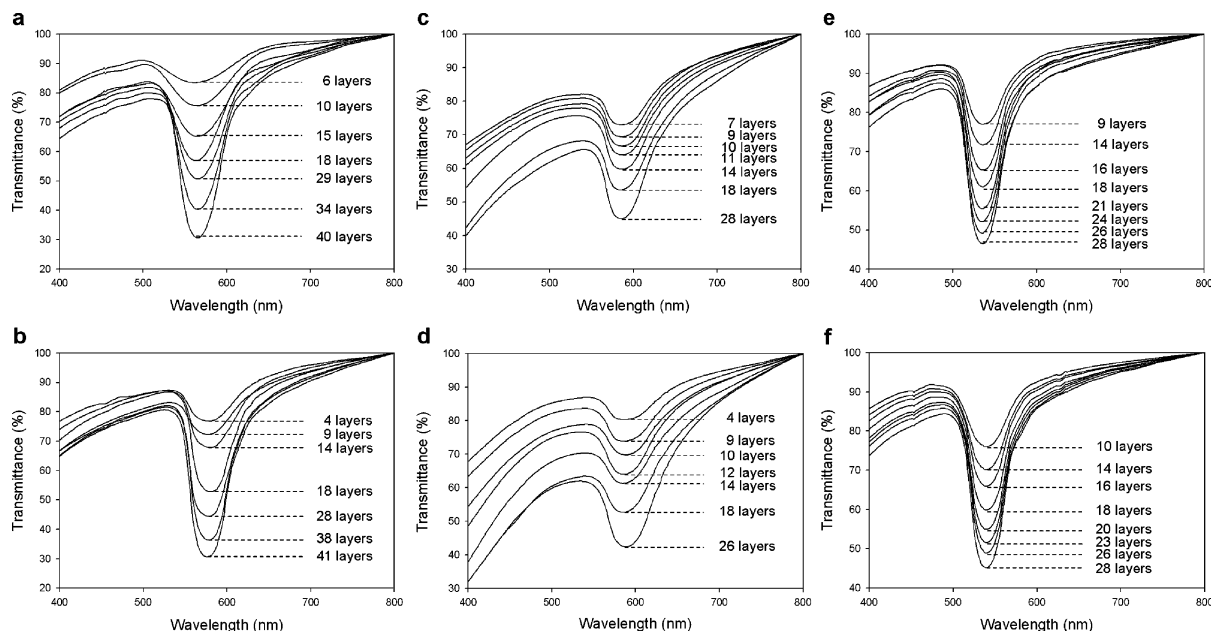 a
100
90
80
70
60
50
40
30
20
Transmittance (%)
6 layers
10 layers
15 layers
18 layers
29 layers
34 layers
40 layers
400 500 600 700 800
Wavelength (nm)
c
100
90
80
70
60
50
40
30
Transmittance (%)
7 layers
9 layers
10 layers
11 layers
14 layers
18 layers
28 layers
400 500 600 700 800
Wavelength (nm)
e
100
90
80
70
60
50
40
Transmittance (%)
9 layers
14 layers
16 layers
18 layers
21 layers
24 layers
26 layers
28 layers
400 500 600 700 800
Wavelength (nm)
b
100
90
80
70
60
50
40
30
20
Transmittance (%)
4 layers
9 layers
14 layers
18 layers
28 layers
38 layers
41 layers
400 500 600 700 800
Wavelength (nm)
d
100
90
80
70
60
50
40
30
Transmittance (%)
4 layers
9 layers
10 layers
12 layers
14 layers
18 layers
26 layers
400 500 600 700 800
Wavelength (nm)
f
100
90
80
70
60
50
40
Transmittance (%)
10 layers
14 layers
16 layers
18 layers
20 layers
23 layers
26 layers
28 layers
400 500 600 700 800
Wavelength (nm)